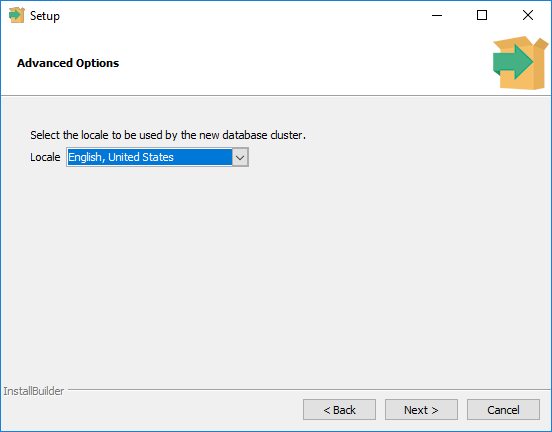 Setup
Advanced Options
Select the locale to be used by the new database cluster.
Locale English, United States
InstallBuilder
< Back Next > Cancel